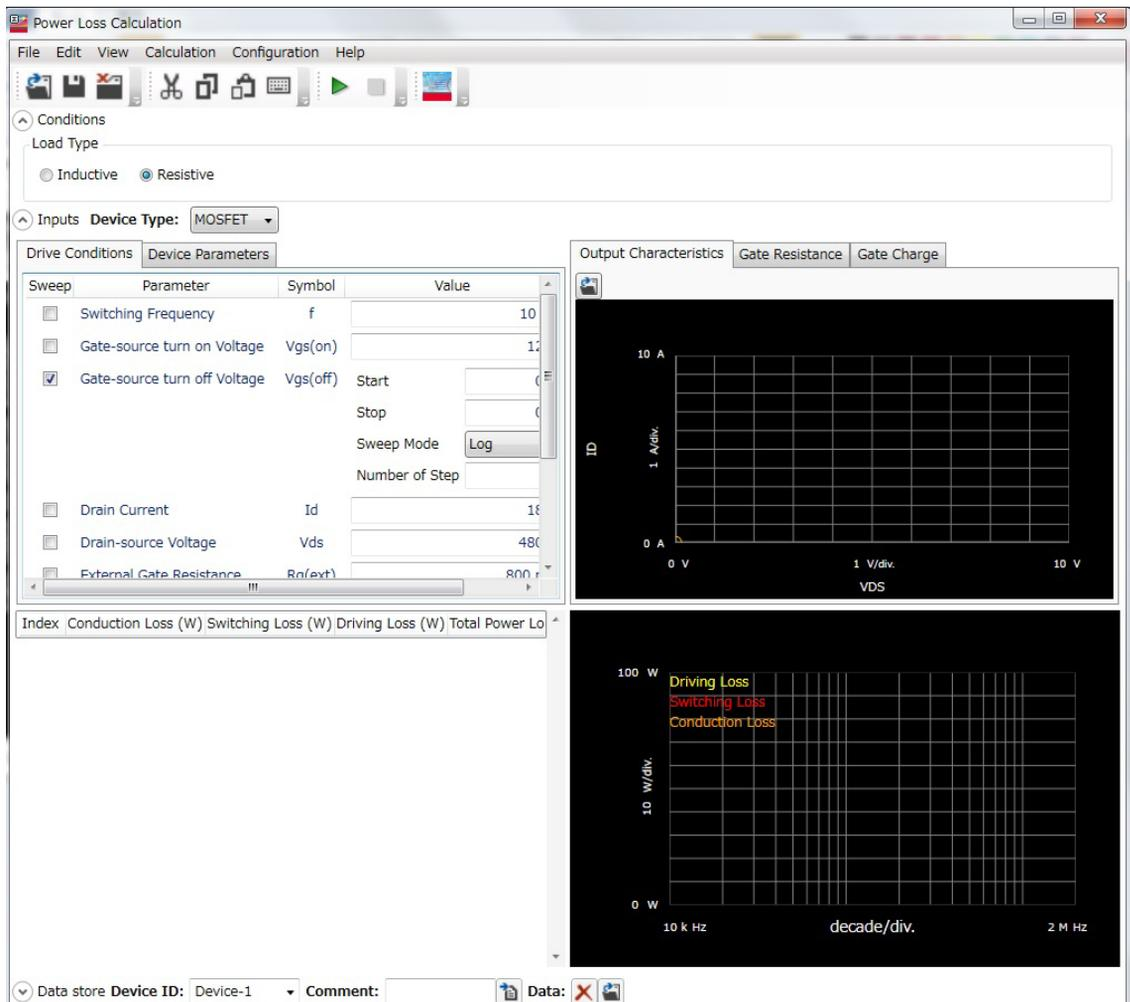 Power Loss Calculation
File Edit View Calculation Configuration Help
Conditions
Load Type
Inductive Resistive
Inputs Device Type: MOSFET
Drive Conditions Device Parameters
Sweep Parameter Symbol Value
Switching Frequency f 10
Gate-source turn on Voltage Vgs(on) 12
Gate-source turn off Voltage Vgs(off) Start 0
Stop 0
Sweep Mode Log
Number of Step
Drain Current Id 18
Drain-source Voltage Vds 480
External Gate Resistance Rg(ext) 800
Output Characteristics Gate Resistance Gate Charge
10 A
ID
1 A/div.
0 A
0 V 1 V/div. 10 V
VDS
Index Conduction Loss (W) Switching Loss (W) Driving Loss (W) Total Power Lo
100 W
Driving Loss
Switching Loss
Conduction Loss
10 W/div.
0 W
10 k Hz decade/div. 2 M Hz
Data store Device ID: Device-1 Comment: Data: